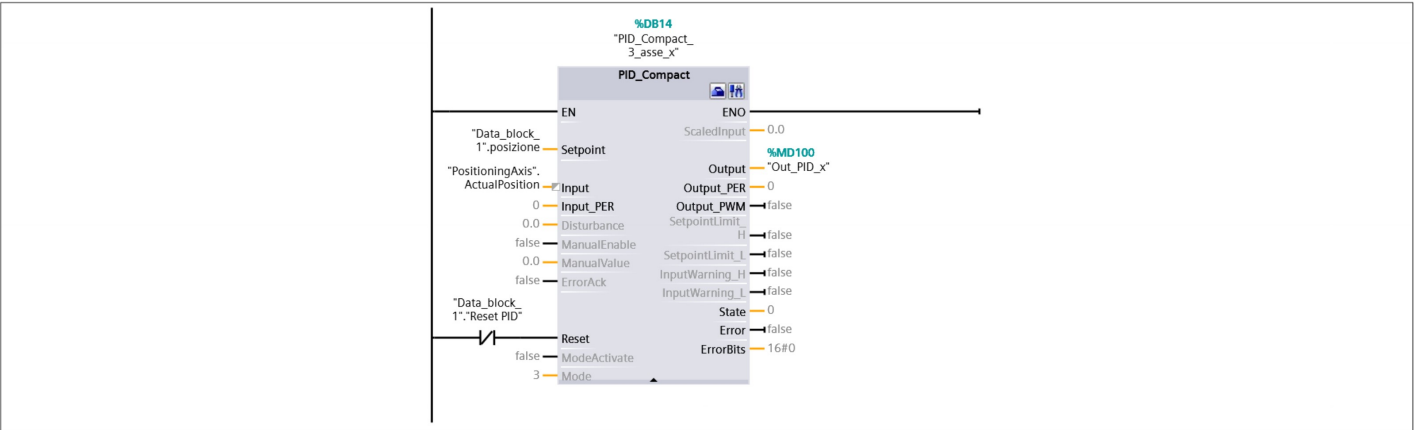 %DB14
"PID_Compact_
3_asse_x"
PID_Compact
EN
ENO
ScaledInput
0.0
"Data_block_
1".posizione
Setpoint
%MD100
Output
"Out_PID_x"
"PositioningAxis".
ActualPosition
Input
Output_PER
0
0
Input_PER
Output_PWM
false
0.0
Disturbance
SetpointLimit_
H
false
false
ManualEnable
SetpointLimit_L
false
0.0
ManualValue
InputWarning_H
false
false
ErrorAck
InputWarning_L
false
"Data_block_
1"."Reset PID"
State
0
Error
false
Reset
ErrorBits
16#0
false
ModeActivate
3
Mode